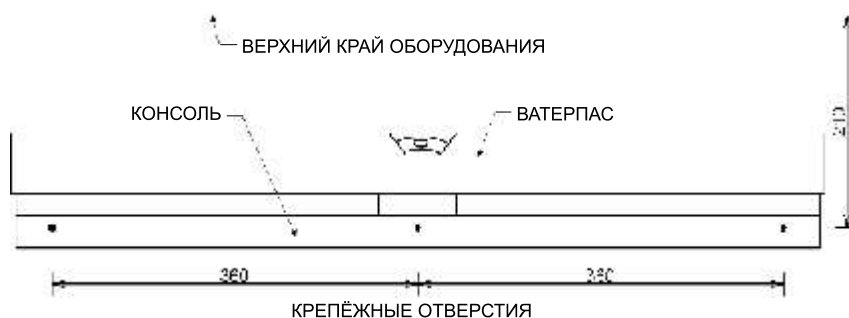 ВЕРХНИЙ КРАЙ ОБОРУДОВАНИЯ
КОНСОЛЬ
ВАТЕРПАС
360
КРЕПЁЖНЫЕ ОТВЕРСТИЯ